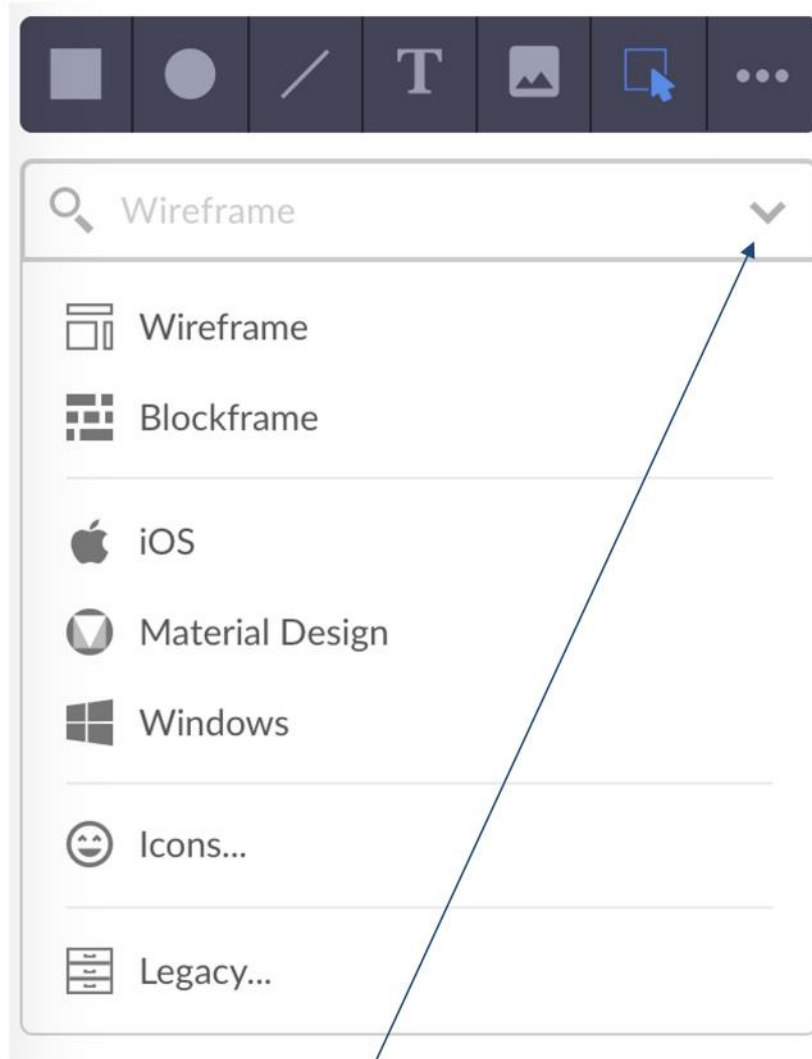 T
Wireframe
Wireframe
Blockframe
iOS
Material Design
Windows
Icons...
Legacy...